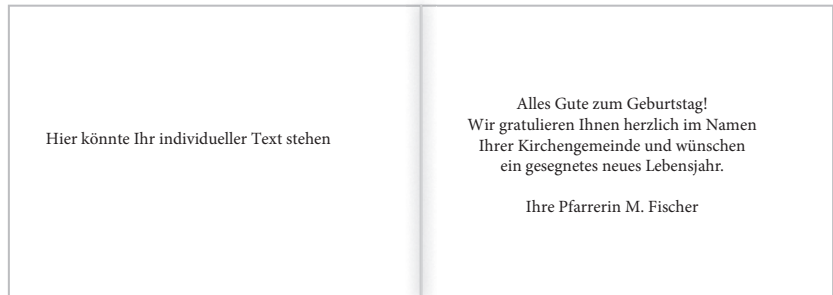 Hier könnte Ihr individueller Text stehen
Alles Gute zum Geburtstag!
Wir gratulieren Ihnen herzlich im Namen
Ihrer Kirchengemeinde und wünschen
ein gesegnetes neues Lebensjahr.
Ihre Pfarrerin M. Fischer